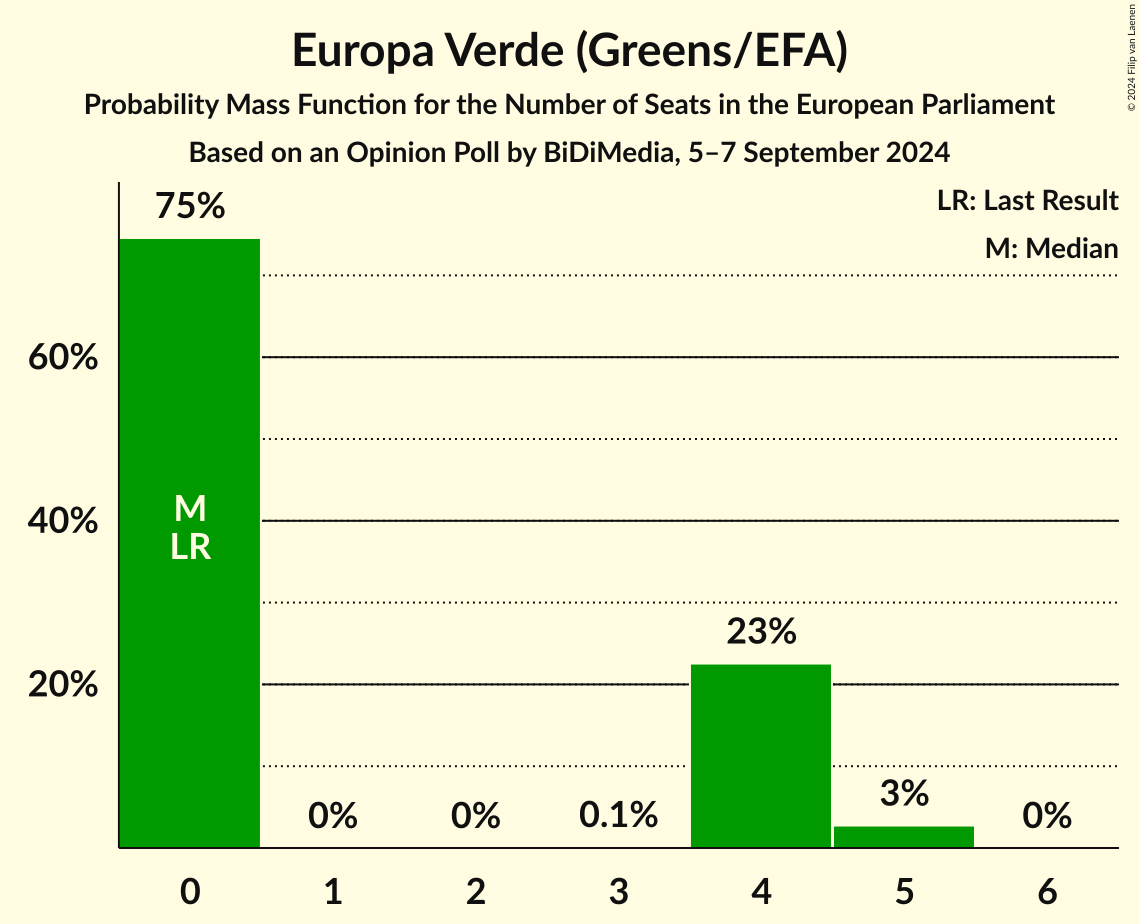 Europa Verde (Greens/EFA)
Probability Mass Function for the Number of Seats in the European Parliament
Based on an Opinion Poll by BiDiMedia, 5–7 September 2024
© 2024 Filip van Laenen
LR: Last Result
M: Median
75%
60%
40%
20%
M
LR
0%
0%
0.1%
23%
3%
0%
0 1 2 3 4 5 6